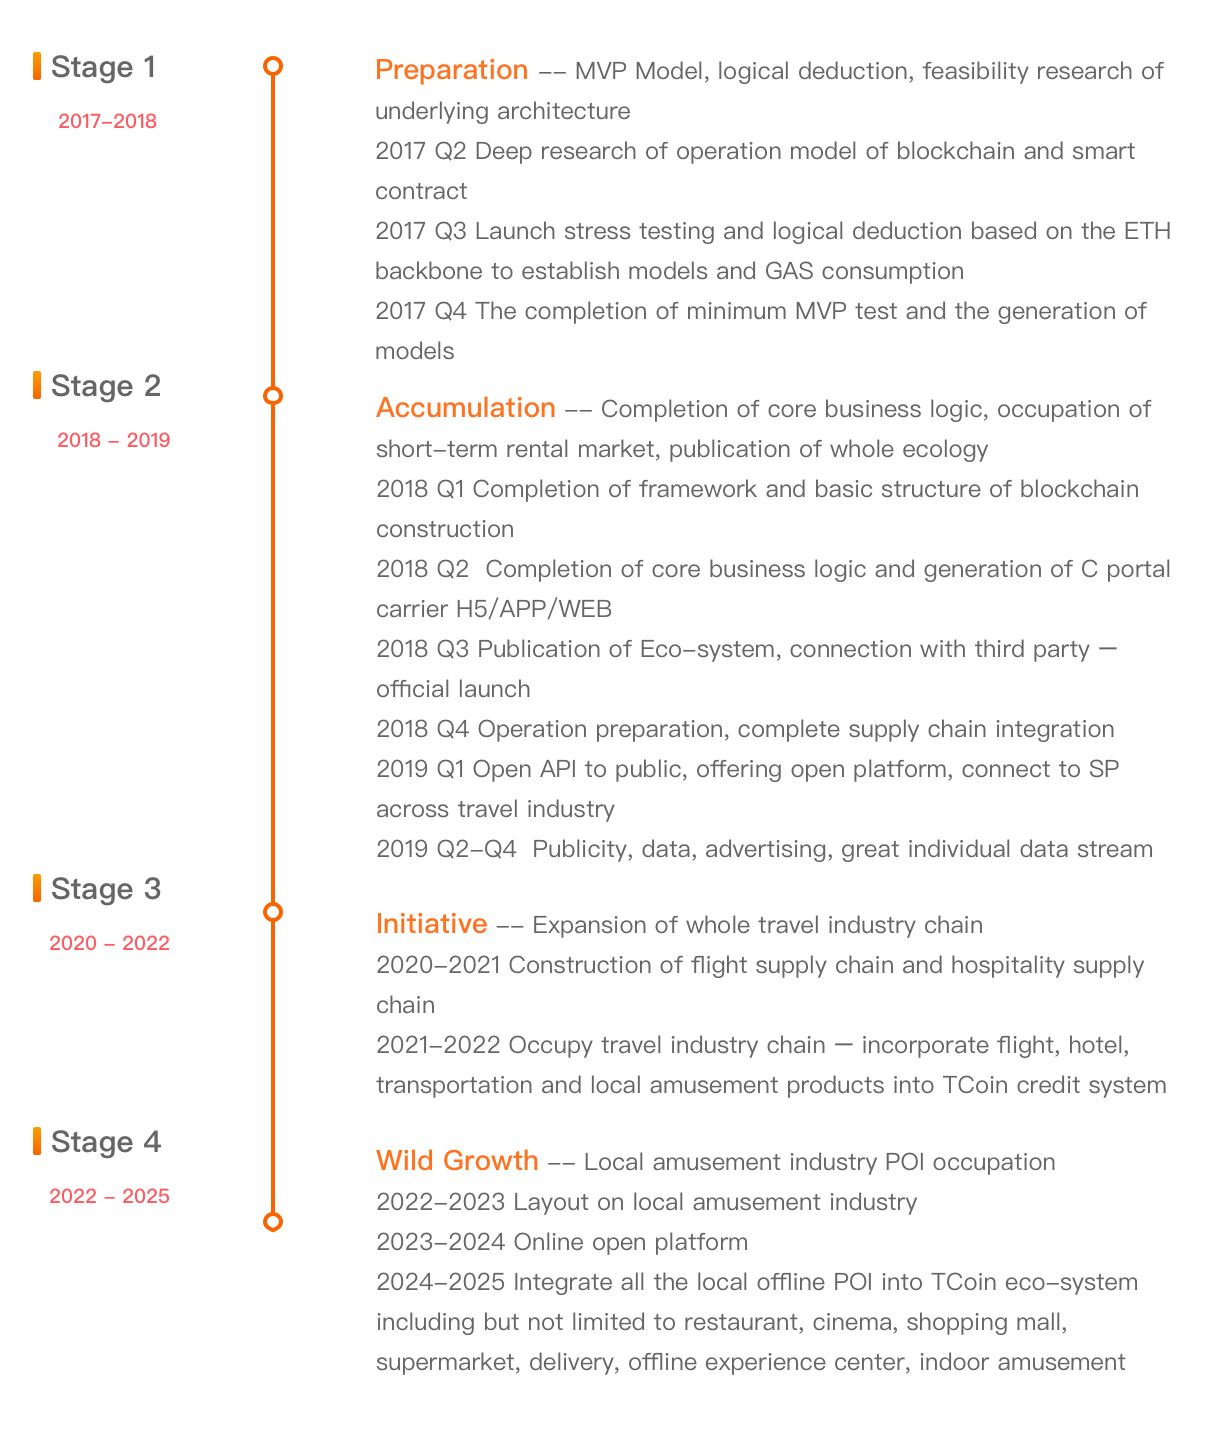 Stage 1
2017-2018
Preparation -- MVP Model, logical deduction, feasibility research of
underlying architecture
2017 Q2 Deep research of operation model of blockchain and smart
contract
2017 Q3 Launch stress testing and logical deduction based on the ETH
backbone to establish models and GAS consumption
2017 Q4 The completion of minimum MVP test and the generation of
models
Stage 2
2018 - 2019
Accumulation -- Completion of core business logic, occupation of
short-term rental market, publication of whole ecology
2018 Q1 Completion of framework and basic structure of blockchain
construction
2018 Q2  Completion of core business logic and generation of C portal
carrier H5/APP/WEB
2018 Q3 Publication of Eco-system, connection with third party —
official launch
2018 Q4 Operation preparation, complete supply chain integration
2019 Q1 Open API to public, offering open platform, connect to SP
across travel industry
2019 Q2-Q4  Publicity, data, advertising, great individual data stream
Stage 3
2020 - 2022
Initiative -- Expansion of whole travel industry chain
2020-2021 Construction of flight supply chain and hospitality supply
chain
2021-2022 Occupy travel industry chain — incorporate flight, hotel,
transportation and local amusement products into TCoin credit system
Stage 4
2022 - 2025
Wild Growth -- Local amusement industry POI occupation
2022-2023 Layout on local amusement industry
2023-2024 Online open platform
2024-2025 Integrate all the local offline POI into TCoin eco-system
including but not limited to restaurant, cinema, shopping mall,
supermarket, delivery, offline experience center, indoor amusement